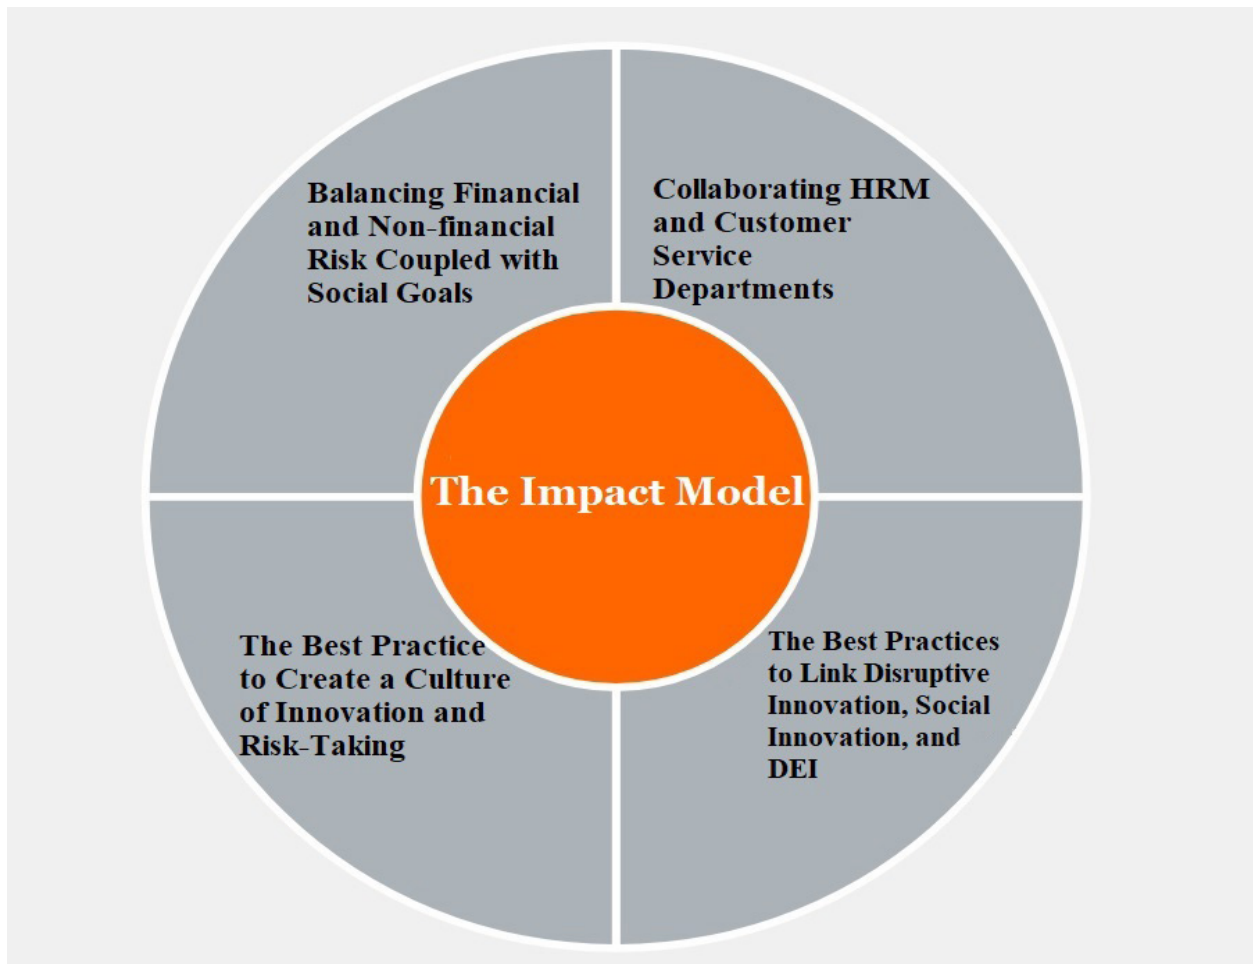 Balancing Financial
and Non-financial
Risk Coupled with
Social Goals
Collaborating HRM
and Customer
Service
Departments
The Impact Model
The Best Practice
to Create a Culture
of Innovation and
Risk-Taking
The Best Practices
to Link Disruptive
Innovation, Social
Innovation, and
DEI